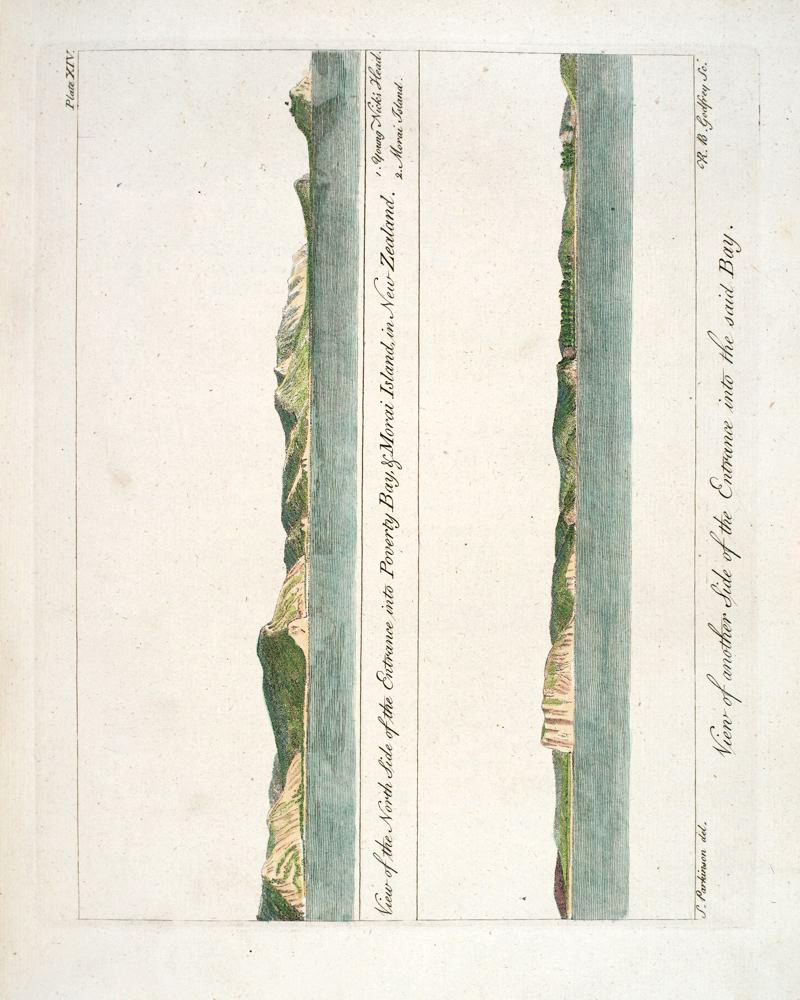 Plate XIV.
View of the North Side of the Entrance into Poverty Bay, & Morai Island, in New Zealand.
1. Young Nick's Head.
2. Morai Island.
S. Parkinson del.
R. B. Godfrey Sc.
View of another Side of the Entrance into the said Bay.